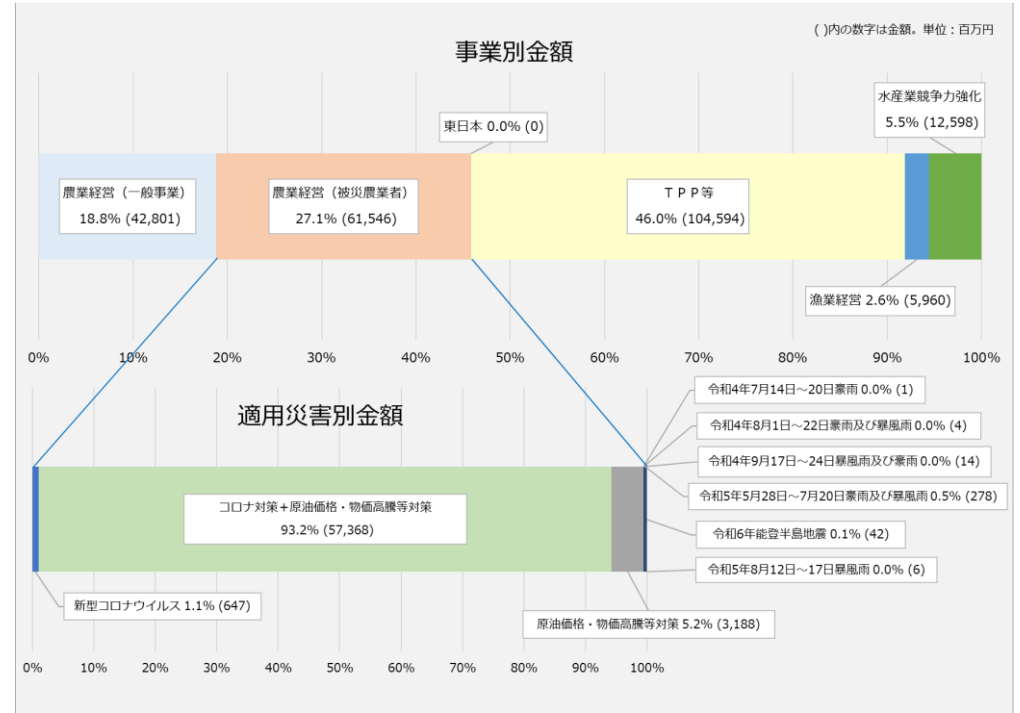 ( )内の数字は金額。単位：百万円
事業別金額
水産業競争力強化
5.5% (12,598)
東日本 0.0% (0)
農業経営（一般事業）
18.8% (42,801)
農業経営（被災農業者）
27.1% (61,546)
ＴＰＰ等
46.0% (104,594)
漁業経営 2.6% (5,960)
0% 10% 20% 30% 40% 50% 60% 70% 80% 90% 100%
適用災害別金額
令和4年7月14日～20日豪雨 0.0% (1)
令和4年8月1日～22日豪雨及び暴風雨 0.0% (4)
令和4年9月17日～24日暴風雨及び豪雨 0.0% (14)
令和5年5月28日～7月20日豪雨及び暴風雨 0.5% (278)
コロナ対策＋原油価格・物価高騰等対策
93.2% (57,368)
令和6年能登半島地震 0.1% (42)
令和5年8月12日～17日暴風雨 0.0% (6)
新型コロナウイルス 1.1% (647)
原油価格・物価高騰等対策 5.2% (3,188)
0% 10% 20% 30% 40% 50% 60% 70% 80% 90% 100%